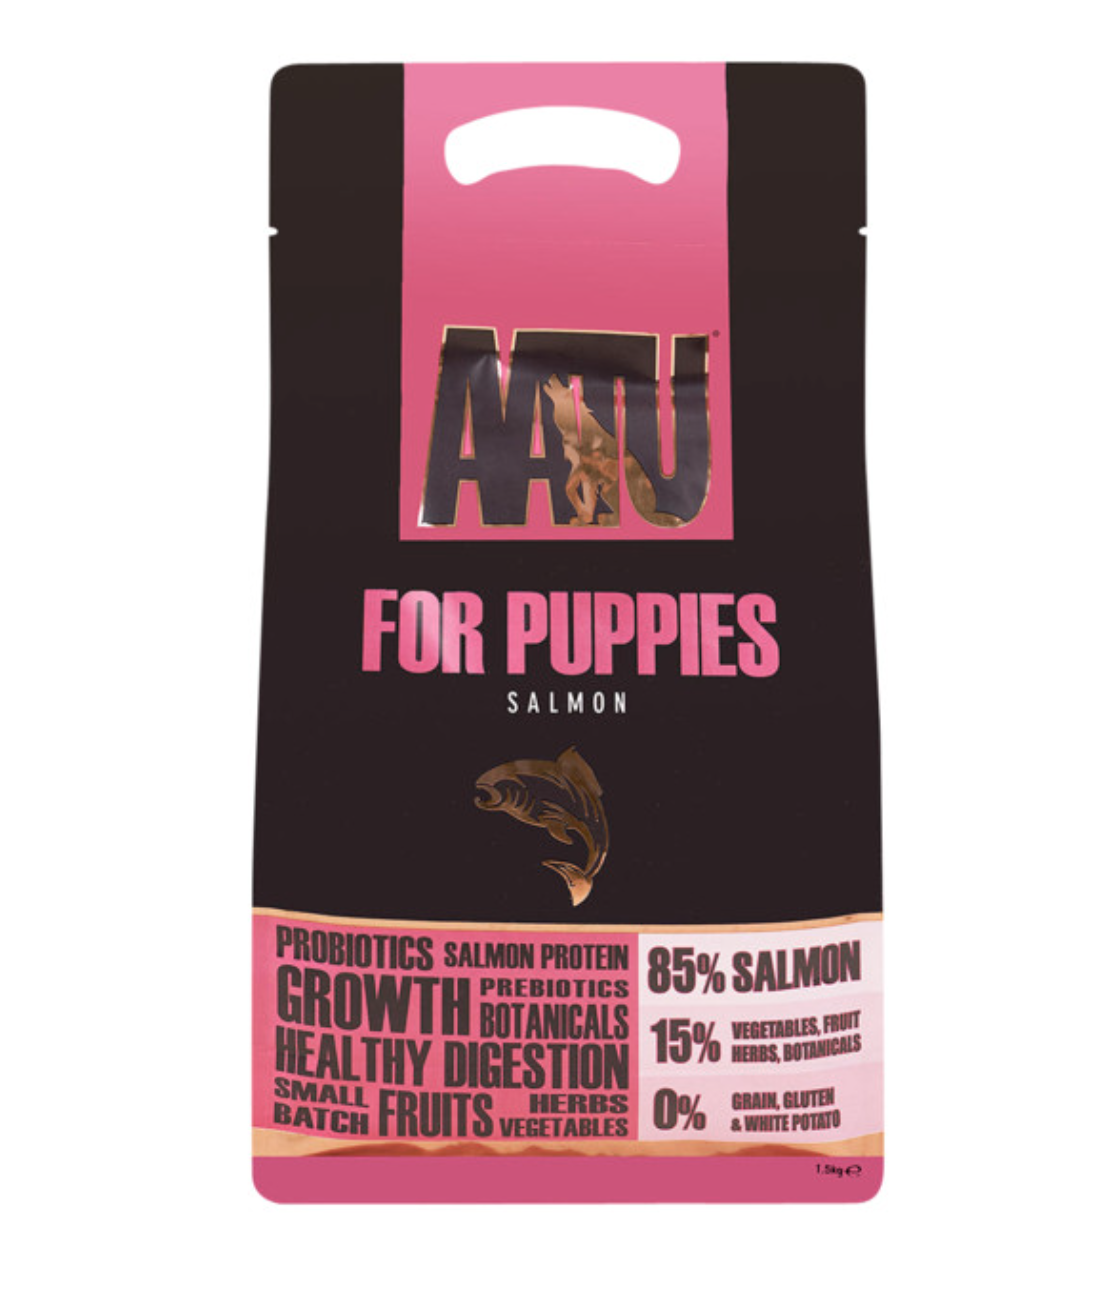 AATU
FOR PUPPIES
SALMON
PROBIOTICS SALMON PROTEIN
GROWTH PREBIOTICS
BOTANICALS
HEALTHY DIGESTION
SMALL BATCH FRUITS HERBS
VEGETABLES
85% SALMON
15% VEGETABLES, FRUIT
HERBS, BOTANICALS
0% GRAIN, GLUTEN
& WHITE POTATO
1.5kg ℮